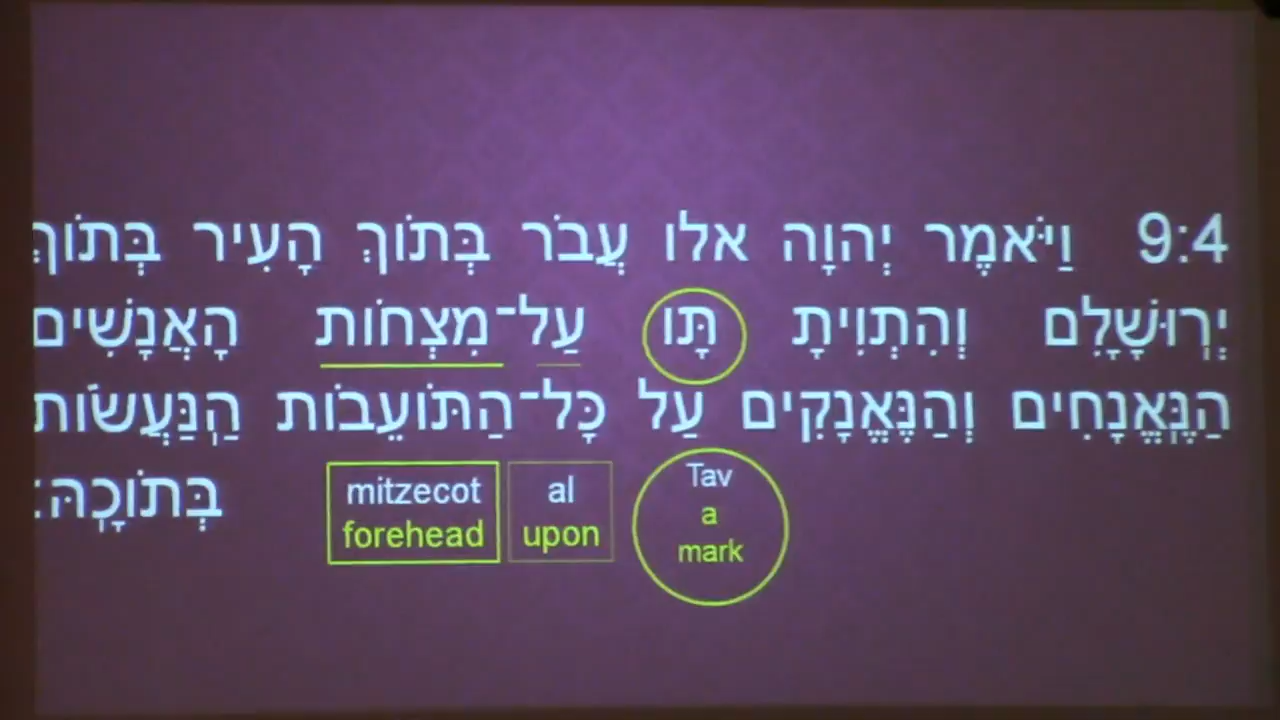 9:4 וַיֹּאמֶר יְהוָה אלו עֲבֹר בְּתוֹךְ הָעִיר בְּתוֹךְ
יְרְוּשָׁלִָם וְהִתְוִיתָ תָּו עַל־מִצְחוֹת הָאֲנָשִׁים
הַנֶּאֱנָחִים וְהַנֶּאֱנָקִים עַל כָּל־הַתּוֹעֵבוֹת הַנַּעֲשׂוֹת
בְּתוֹכָהּ׃
mitzecot al Tav
forehead upon a
mark